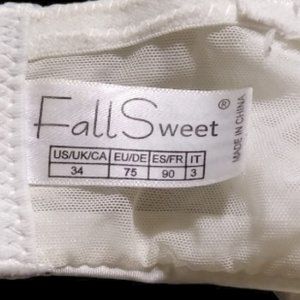 FallSweet ®
MADE IN CHINA
US/UK/CA EU/DE ES/FR IT
34 75 90 3